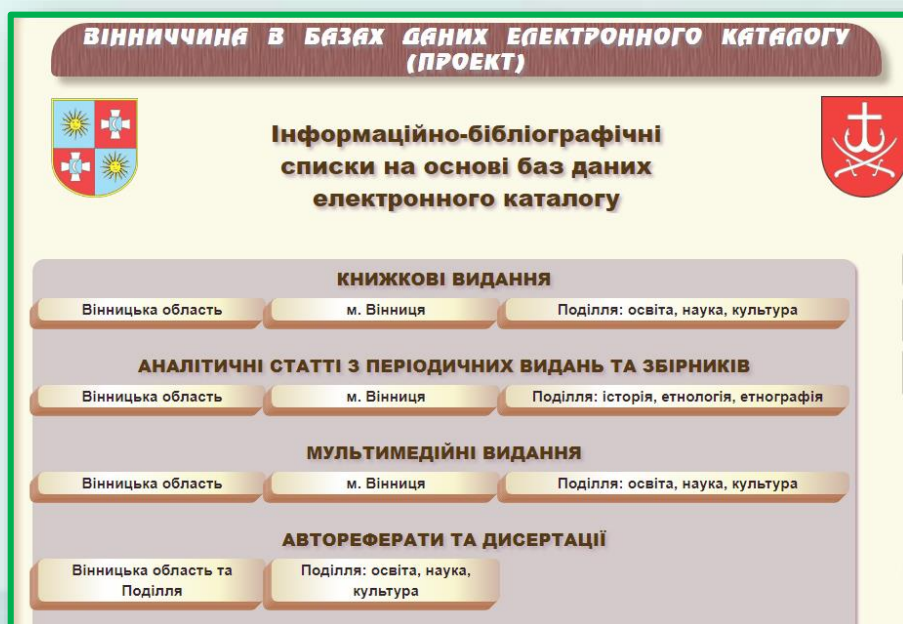 ВІННИЧЧИНА В БАЗАХ ДАНИХ ЕЛЕКТРОННОГО КАТАЛОГУ
(ПРОЕКТ)
Інформаційно-бібліографічні
списки на основі баз даних
електронного каталогу
КНИЖКОВІ ВИДАННЯ
Вінницька область м. Вінниця Поділля: освіта, наука, культура
АНАЛІТИЧНІ СТАТТІ З ПЕРІОДИЧНИХ ВИДАНЬ ТА ЗБІРНИКІВ
Вінницька область м. Вінниця Поділля: історія, етнологія, етнографія
МУЛЬТИМЕДІЙНІ ВИДАННЯ
Вінницька область м. Вінниця Поділля: освіта, наука, культура
АВТОРЕФЕРАТИ ТА ДИСЕРТАЦІЇ
Вінницька область та
Поділля
Поділля: освіта, наука,
культура